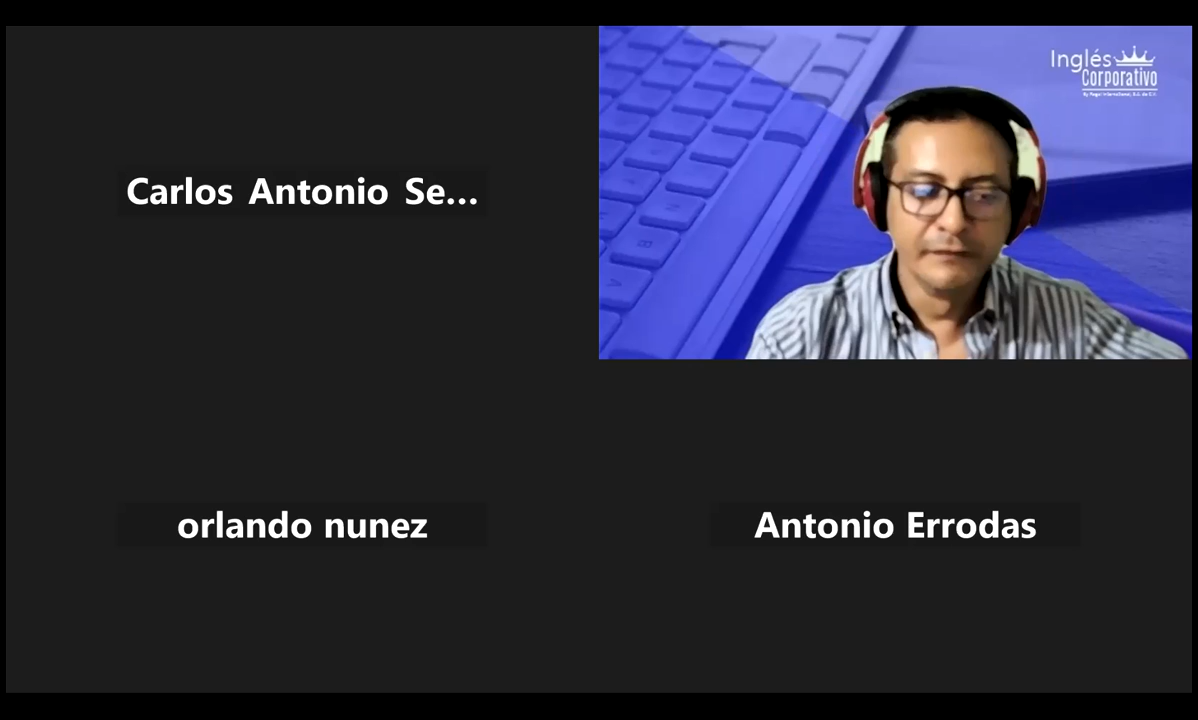 Carlos Antonio Se...
Inglés
Corporativo
orlando nunez
Antonio Errodas